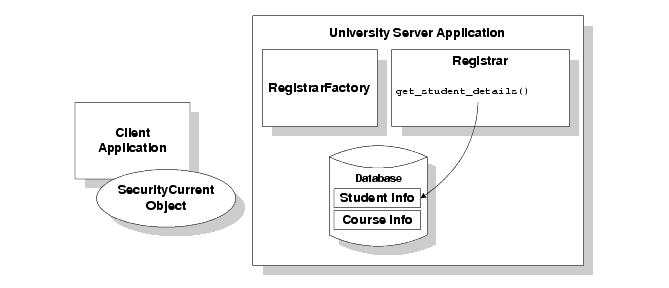 University Server Application
RegistrarFactory
Registrar
get_student_details()
Client
Application
SecurityCurrent
Object
Database
Student Info
Course Info